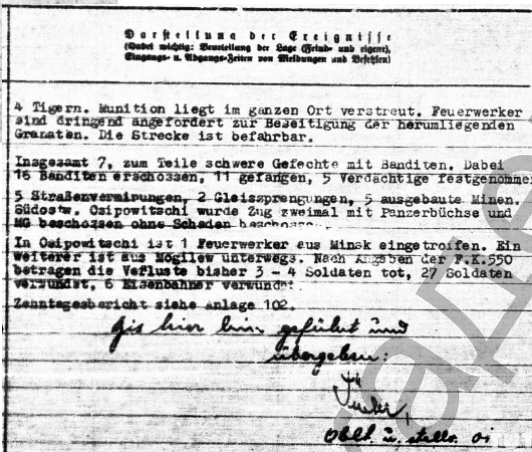 Darstellung der Ereignisse
(Dabei wichtig: Beurteilung der Lage (Feind- und eigene),
Eingangs- u. Abgangs-Zeiten von Meldungen und Befehlen)
4 Tigern. Munition liegt im ganzen Ort verstreut. Feuerwerker
sind dringend angefordert zur Beseitigung der herumliegenden
Granaten. Die Strecke ist befahrbar.
Insgesamt 7, zum Teile schwere Gefechte mit Banditen. Dabei
16 Banditen erschossen, 11 gefangen, 5 Verdächtige festgenommen
5 Straßenverminungen, 2 Gleissprengungen, 5 ausgebaute Minen.
Südostw. Osipowitschi wurde Zug zweimal mit Panzerbüchse und
MG beschossen ohne Schaden
In Osipowitschi ist 1 Feuerwerker aus Minsk eingetroifen. Ein
weiterer ist aus Mogilew unterwegs. Nach Angaben der F.K.550
betragen die Verluste bisher 3 - 4 Soldaten tot, 27 Soldaten
verwundet, 6 Eisenbahner verwundet
Zehntagesbericht siehe Anlage 102.
Bis hier hin geführt und
übergeben:
Oblt. u. stellv.